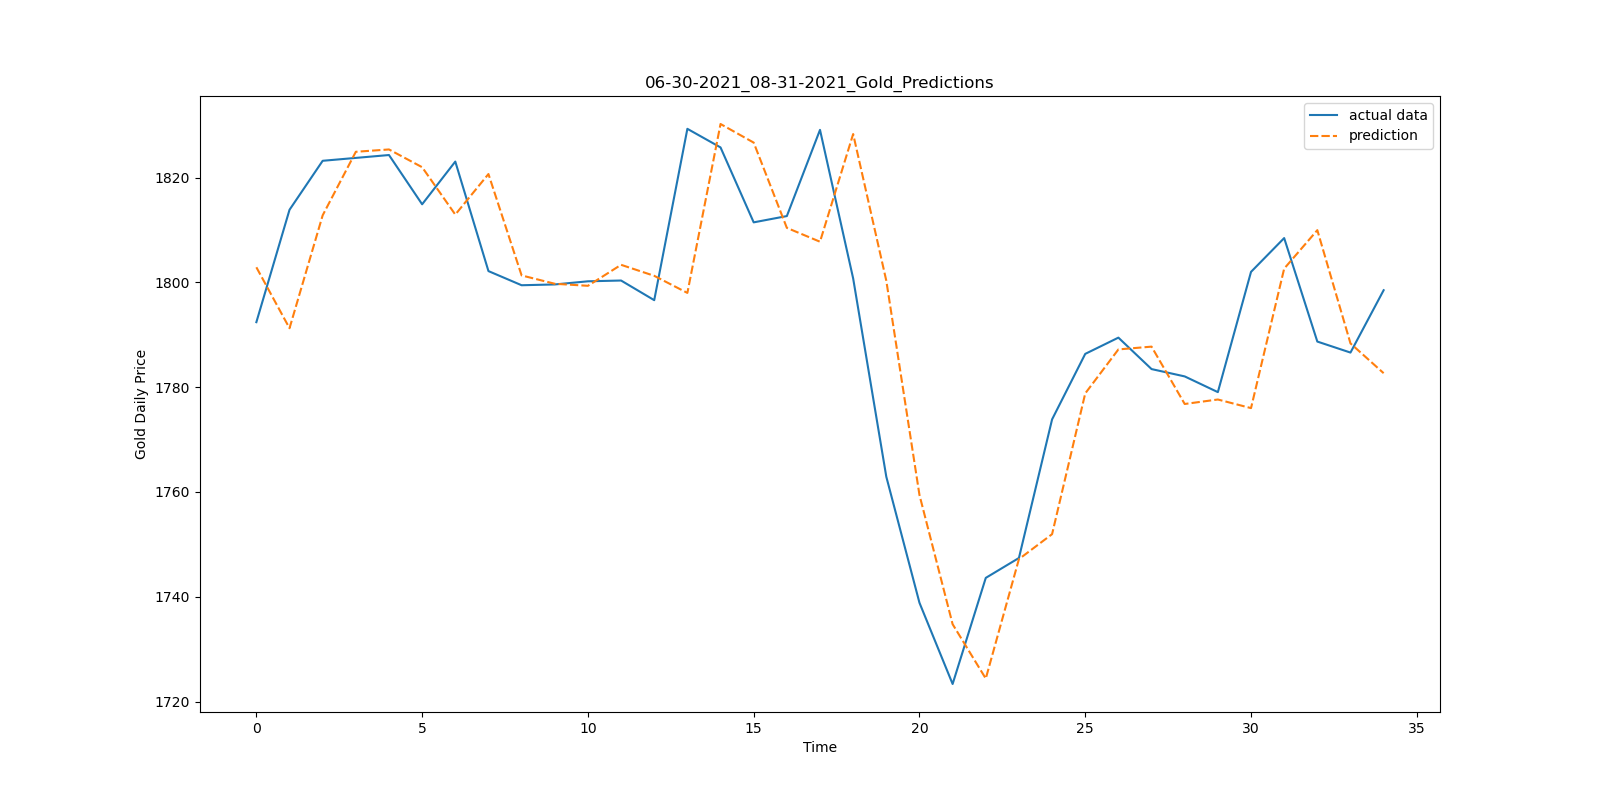 06-30-2021_08-31-2021_Gold_Predictions
actual data
prediction
Gold Daily Price
1820
1800
1780
1760
1740
1720
0 5 10 15 20 25 30 35
Time